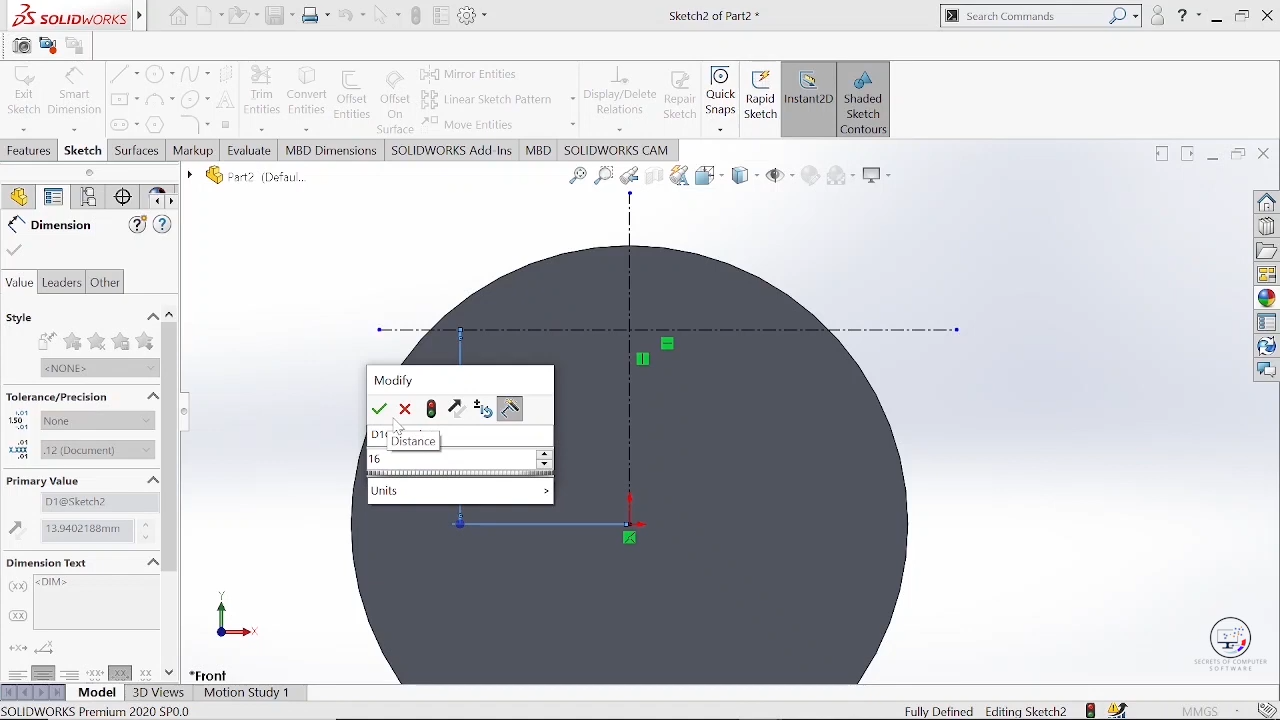 SOLIDWORKS
Sketch2 of Part2 *
Search Commands
?
Exit Sketch
Smart Dimension
Trim Entities
Convert Entities
Offset Entities
Offset On Surface
Mirror Entities
Linear Sketch Pattern
Move Entities
Display/Delete Relations
Repair Sketch
Quick Snaps
Rapid Sketch
Instant2D
Shaded Sketch Contours
Features
Sketch
Surfaces
Markup
Evaluate
MBD Dimensions
SOLIDWORKS Add-Ins
MBD
SOLIDWORKS CAM
Part2 (Defaul...
Dimension
Value
Leaders
Other
Style
<NONE>
Tolerance/Precision
None
.12 (Document)
Primary Value
D1@Sketch2
13.9402188mm
Dimension Text
<DIM>
Modify
Distance
16
Units
Y
X
*Front
SECRETS OF COMPUTER
SOFTWARE
Model
3D Views
Motion Study 1
SOLIDWORKS Premium 2020 SP0.0
Fully Defined
Editing Sketch2
MMGS